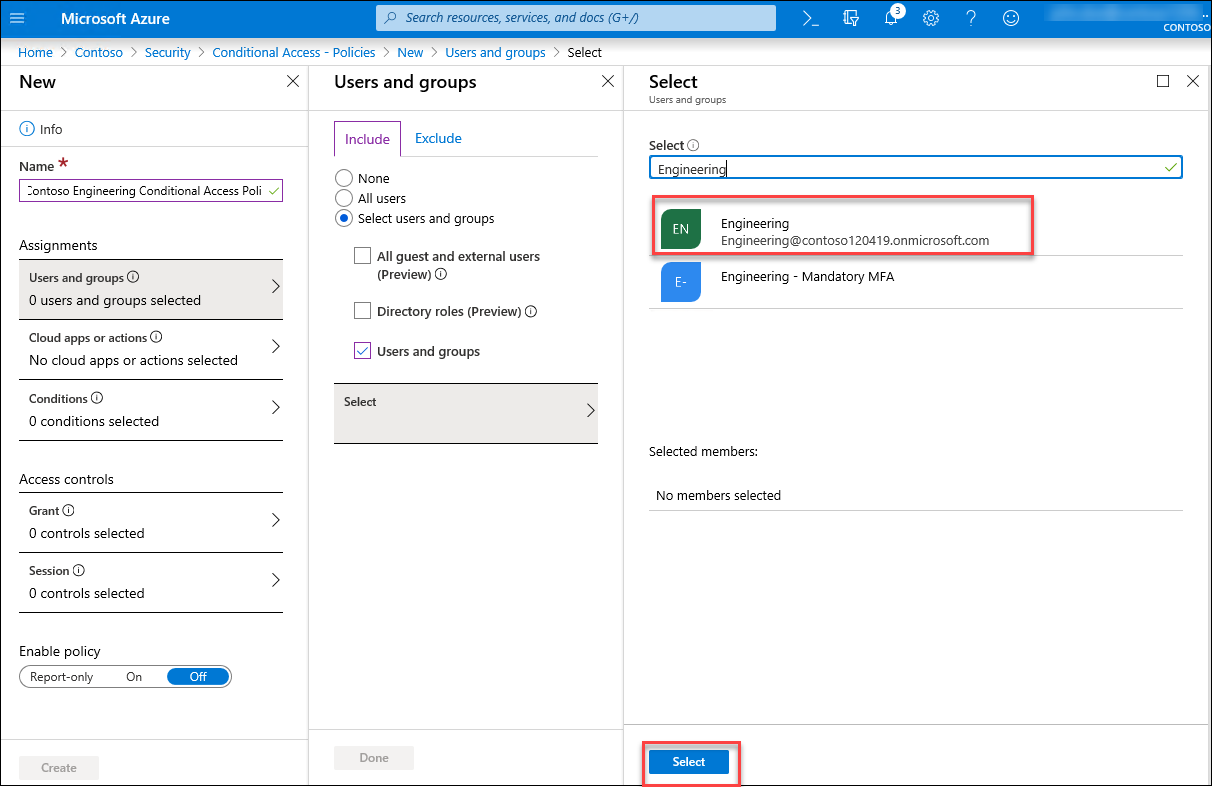 Microsoft Azure
Search resources, services, and docs (G+/)
3
CONTOSO
Home > Contoso > Security > Conditional Access - Policies > New > Users and groups > Select
New
Info
Name *
Contoso Engineering Conditional Access Poli
Assignments
Users and groups
0 users and groups selected
Cloud apps or actions
No cloud apps or actions selected
Conditions
0 conditions selected
Access controls
Grant
0 controls selected
Session
0 controls selected
Enable policy
Report-only On Off
Create
Users and groups
Include Exclude
None
All users
Select users and groups
All guest and external users
(Preview)
Directory roles (Preview)
Users and groups
Select
Done
Select
Users and groups
Select
Engineering
EN
Engineering
Engineering@contoso120419.onmicrosoft.com
E-
Engineering - Mandatory MFA
Selected members:
No members selected
Select